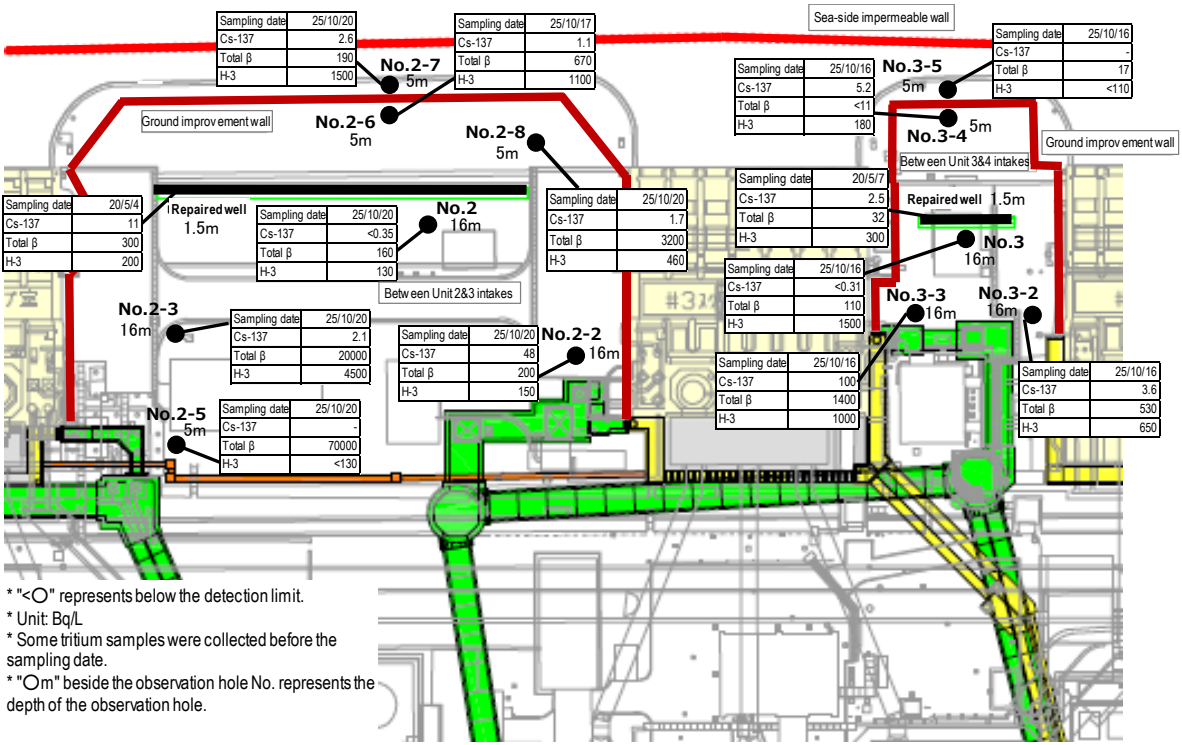 Sea-side impermeable wall
Sampling date 25/10/20
Cs-137 2.6
Total β 190
H-3 1500
Sampling date 25/10/17
Cs-137 1.1
Total β 670
H-3 1100
Sampling date 25/10/16
Cs-137 -
Total β 17
H-3 <110
No.2-7
5m
No.3-5
5m
Sampling date 25/10/16
Cs-137 5.2
Total β <11
H-3 180
Ground improvement wall
No.2-6
5m
No.2-8
5m
No.3-4
5m
Ground improvement wall
Between Unit 3&4 intakes
Sampling date 20/5/4
Cs-137 11
Total β 300
H-3 200
Repaired well
1.5m
Sampling date 25/10/20
Cs-137 <0.35
Total β 160
H-3 130
No.2
16m
Sampling date 25/10/20
Cs-137 1.7
Total β 3200
H-3 460
Sampling date 20/5/7
Cs-137 2.5
Total β 32
H-3 300
Repaired well 1.5m
No.3
16m
Sampling date 25/10/16
Cs-137 <0.31
Total β 110
H-3 1500
Between Unit 2&3 intakes
No.2-3
16m
Sampling date 25/10/20
Cs-137 2.1
Total β 20000
H-3 4500
Sampling date 25/10/20
Cs-137 48
Total β 200
H-3 150
No.2-2
16m
No.3-3
16m
No.3-2
16m
Sampling date 25/10/16
Cs-137 100
Total β 1400
H-3 1000
Sampling date 25/10/16
Cs-137 3.6
Total β 530
H-3 650
No.2-5
5m
Sampling date 25/10/20
Cs-137 -
Total β 70000
H-3 <130
* "<○" represents below the detection limit.
* Unit: Bq/L
* Some tritium samples were collected before the
sampling date.
* "○m" beside the observation hole No. represents the
depth of the observation hole.